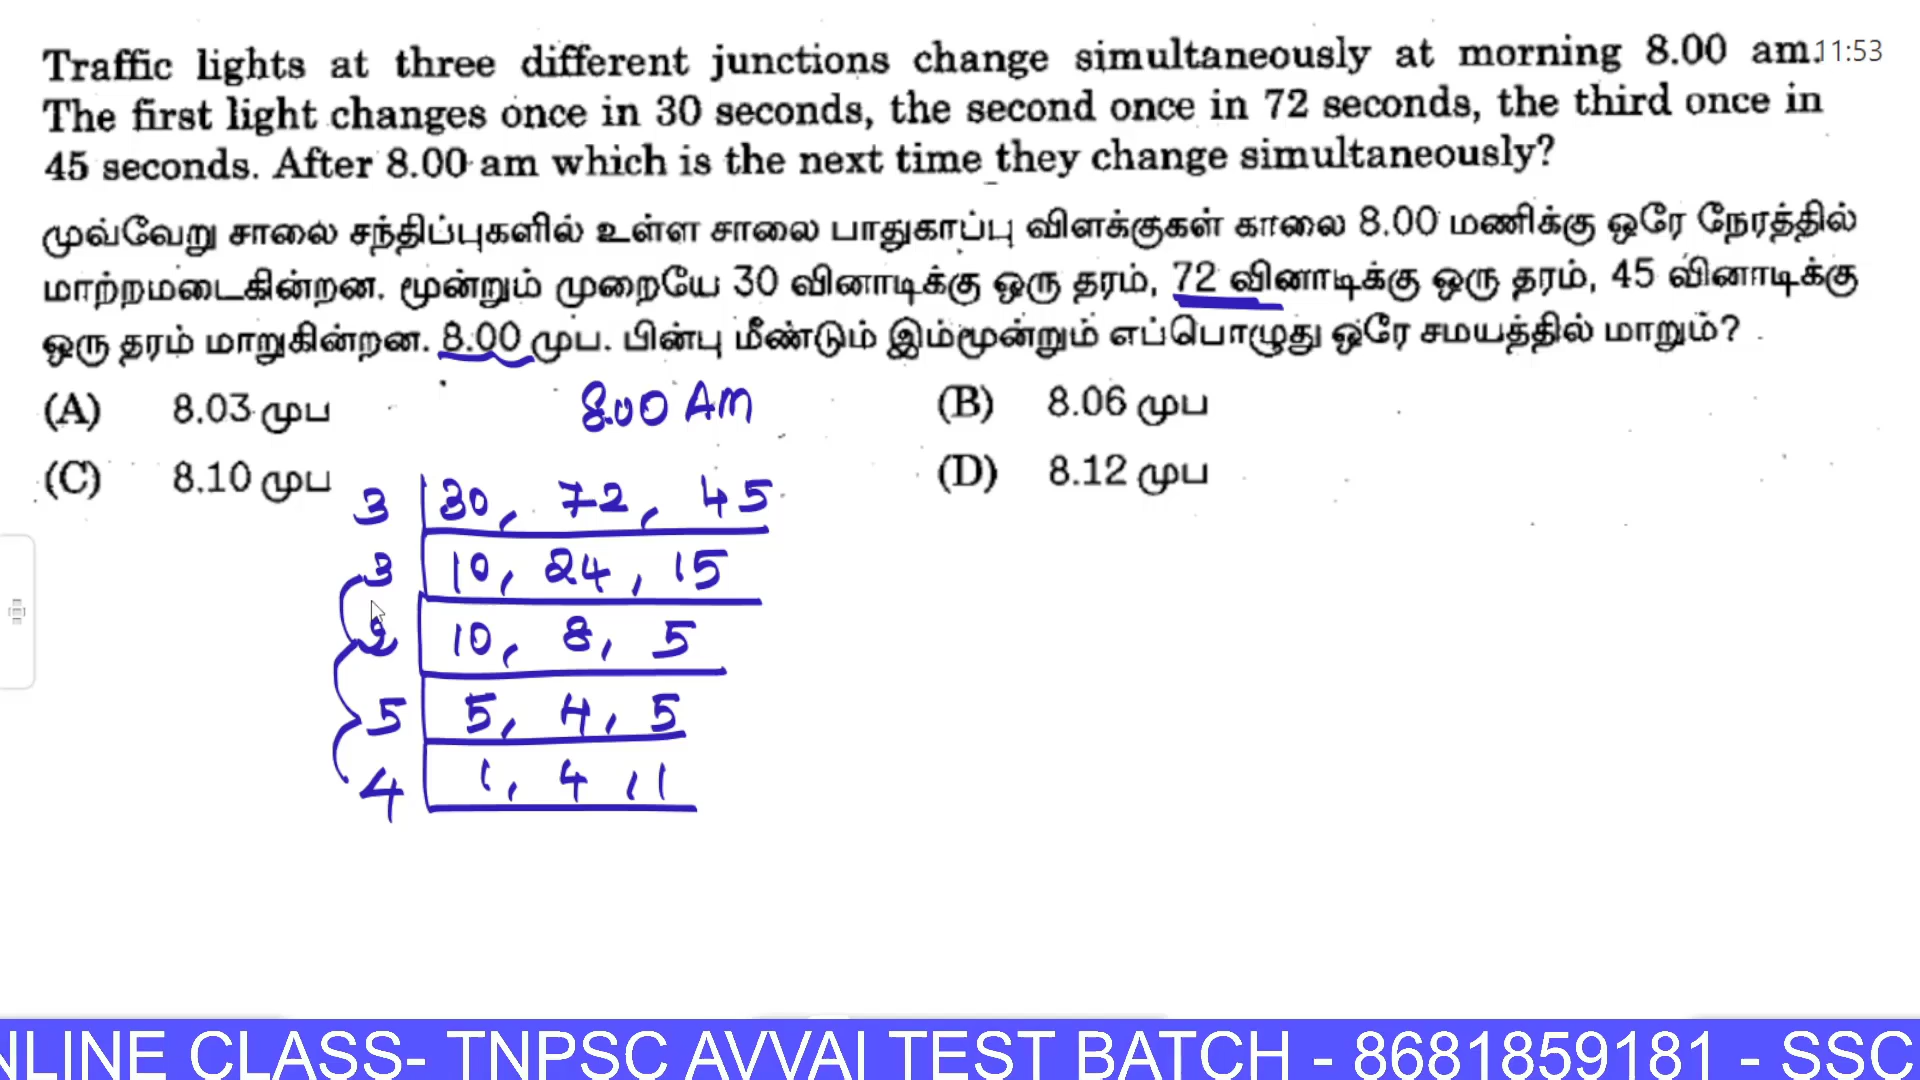 Traffic lights at three different junctions change simultaneously at morning 8.00 am. 11:53
The first light changes once in 30 seconds, the second once in 72 seconds, the third once in
45 seconds. After 8.00 am which is the next time they change simultaneously?
முவ்வேறு சாலை சந்திப்புகளில் உள்ள சாலை பாதுகாப்பு விளக்குகள் காலை 8.00 மணிக்கு ஒரே நேரத்தில்
மாற்றமடைகின்றன. மூன்றும் முறையே 30 வினாடிக்கு ஒரு தரம், 72 வினாடிக்கு ஒரு தரம், 45 வினாடிக்கு
ஒரு தரம் மாறுகின்றன. 8.00 முப. பின்பு மீண்டும் இம்மூன்றும் எப்பொழுது ஒரே சமயத்தில் மாறும்?
(A) 8.03 முப (B) 8.06 முப
8.00 AM
(C) 8.10 முப (D) 8.12 முப
3 30, 72, 45
3 10, 24, 15
2 10, 8, 5
5 5, 4, 5
4 1, 4, 1
NLINE CLASS- TNPSC AVVAI TEST BATCH - 8681859181 - SSC